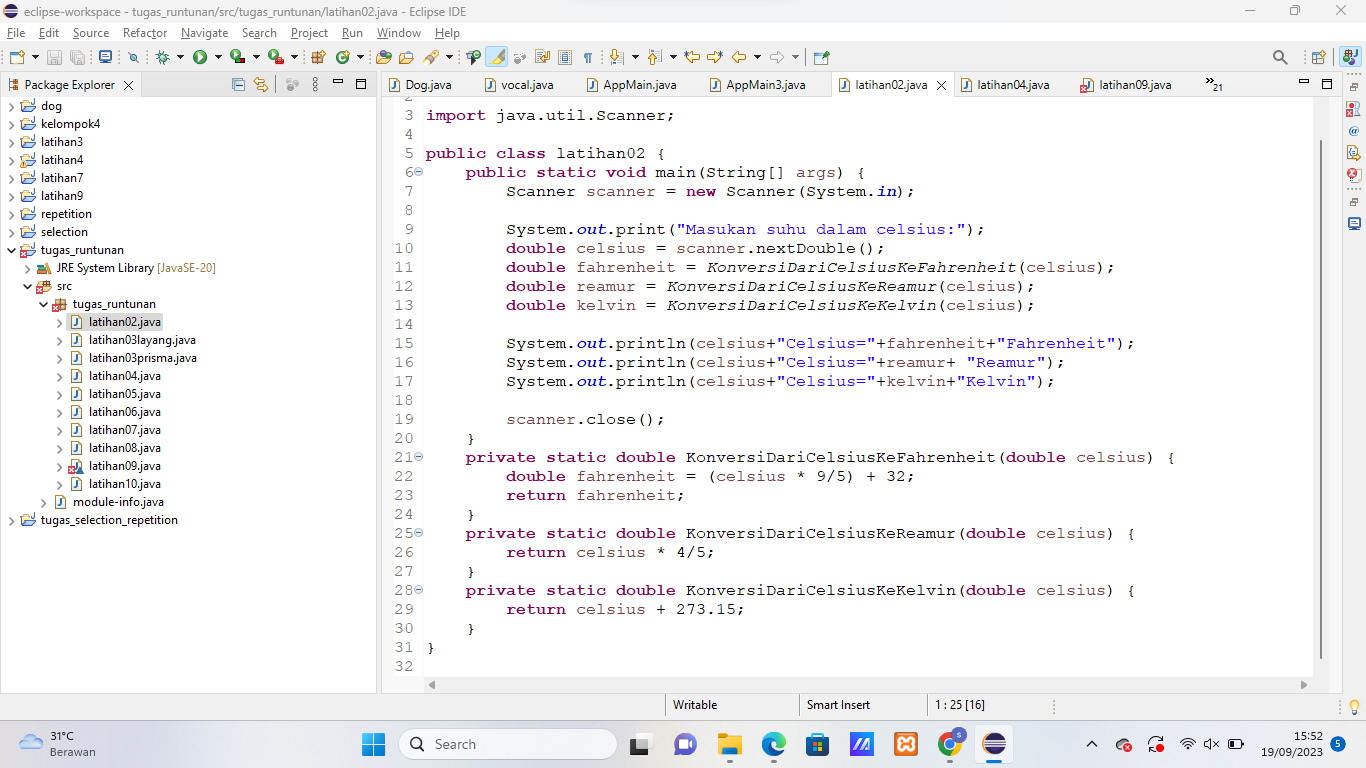 eclipse-workspace - tugas_runtunan/src/tugas_runtunan/latihan02.java - Eclipse IDE
File Edit Source Refactor Navigate Search Project Run Window Help
Package Explorer
dog
kelompok4
latihan3
latihan4
latihan7
latihan9
repetition
selection
tugas_runtunan
JRE System Library [JavaSE-20]
src
tugas_runtunan
latihan02.java
latihan03layang.java
latihan03prisma.java
latihan04.java
latihan05.java
latihan06.java
latihan07.java
latihan08.java
latihan09.java
latihan10.java
module-info.java
tugas_selection_repetition
Dog.java vocal.java AppMain.java AppMain3.java latihan02.java latihan04.java latihan09.java 21
2
3 import java.util.Scanner;
4
5 public class latihan02 {
6 public static void main(String[] args) {
7 Scanner scanner = new Scanner(System.in);
8
9 System.out.print("Masukan suhu dalam celsius:");
10 double celsius = scanner.nextDouble();
11 double fahrenheit = KonversiDariCelsiusKeFahrenheit(celsius);
12 double reamur = KonversiDariCelsiusKeReamur(celsius);
13 double kelvin = KonversiDariCelsiusKeKelvin(celsius);
14
15 System.out.println(celsius+"Celsius="+fahrenheit+"Fahrenheit");
16 System.out.println(celsius+"Celsius="+reamur+ "Reamur");
17 System.out.println(celsius+"Celsius="+kelvin+"Kelvin");
18
19 scanner.close();
20 }
21 private static double KonversiDariCelsiusKeFahrenheit(double celsius) {
22 double fahrenheit = (celsius * 9/5) + 32;
23 return fahrenheit;
24 }
25 private static double KonversiDariCelsiusKeReamur(double celsius) {
26 return celsius * 4/5;
27 }
28 private static double KonversiDariCelsiusKeKelvin(double celsius) {
29 return celsius + 273.15;
30 }
31 }
32
Writable Smart Insert 1 : 25 [16]
31°C
Berawan
Search
S
15:52
19/09/2023
5